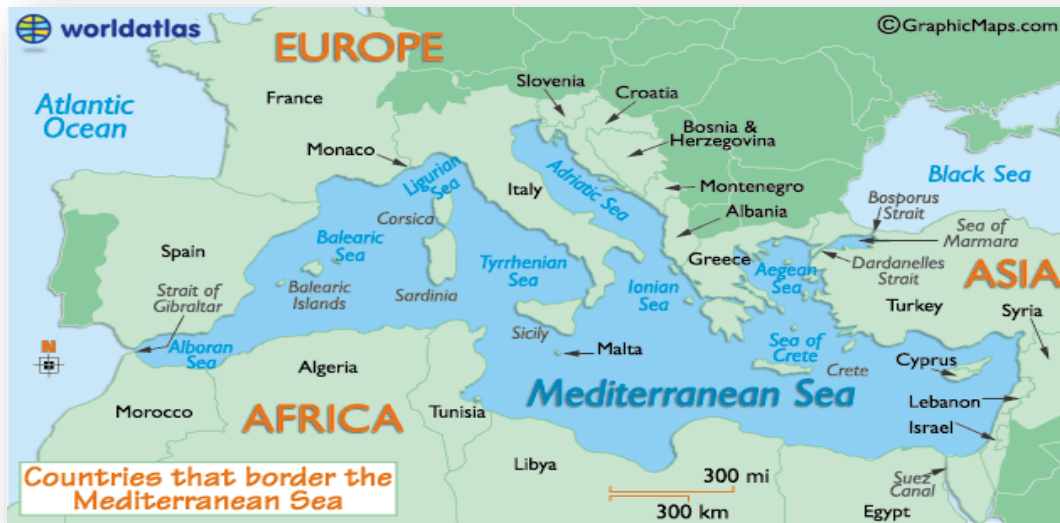 worldatlas
©GraphicMaps.com
EUROPE
Atlantic
Ocean
France
Slovenia
Croatia
Bosnia &
Herzegovina
Monaco
Ligurian
Sea
Italy
Adriatic Sea
Montenegro
Albania
Black Sea
Bosporus
Strait
Sea of
Marmara
Corsica
Spain
Balearic
Sea
Tyrrhenian
Sea
Greece
Aegean
Sea
Dardanelles
Strait
ASIA
Strait of
Gibraltar
Balearic
Islands
Sardinia
Ionian
Sea
Turkey
Syria
N
Alboran
Sea
Algeria
Sicily
Malta
Sea of
Crete
Crete
Cyprus
Morocco
AFRICA
Tunisia
Mediterranean Sea
Lebanon
Israel
Countries that border the
Mediterranean Sea
Libya
300 mi
300 km
Suez
Canal
Egypt